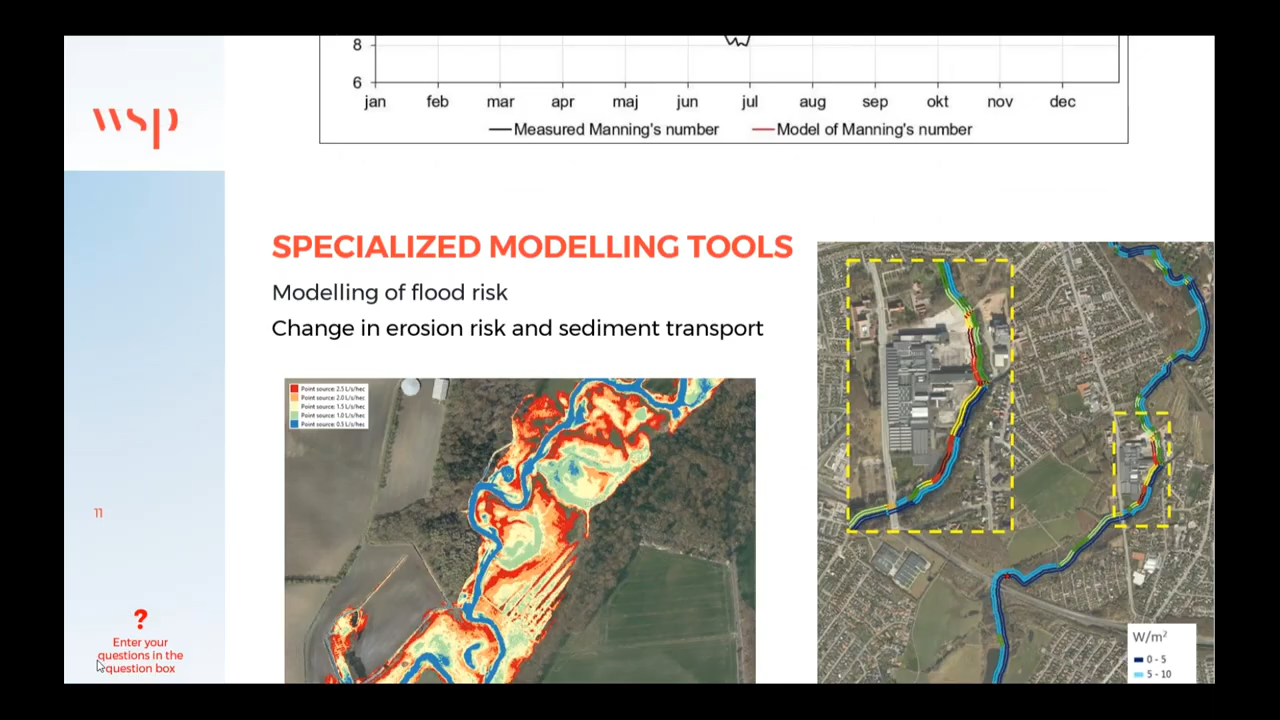 8
6
jan feb mar apr maj jun jul aug sep okt nov dec
Measured Manning's number Model of Manning's number
wsp
SPECIALIZED MODELLING TOOLS
Modelling of flood risk
Change in erosion risk and sediment transport
Point source: 2.5 L/s/hec
Point source: 2.0 L/s/hec
Point source: 1.5 L/s/hec
Point source: 1.0 L/s/hec
Point source: 0.5 L/s/hec
11
?
Enter your
questions in the
question box
W/m²
0 - 5
5 - 10